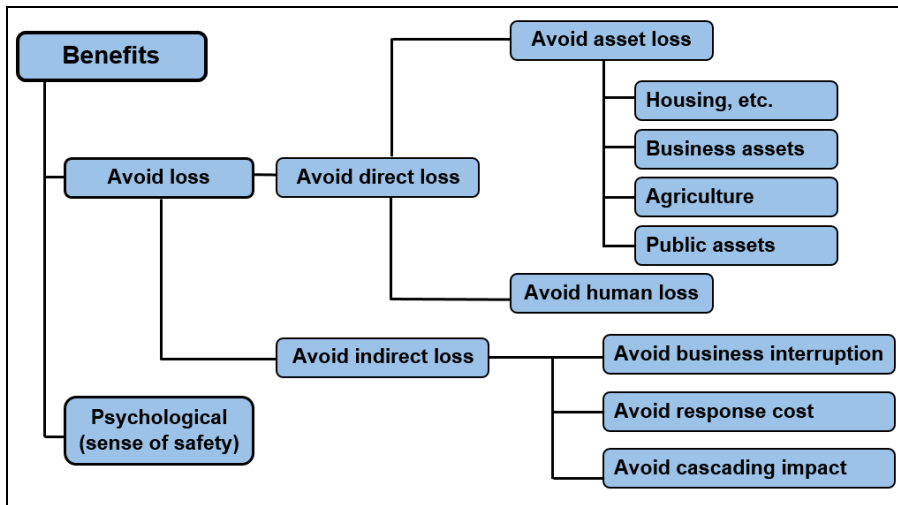 Benefits
Avoid asset loss
Housing, etc.
Business assets
Avoid loss
Avoid direct loss
Agriculture
Public assets
Avoid human loss
Avoid indirect loss
Avoid business interruption
Psychological
(sense of safety)
Avoid response cost
Avoid cascading impact